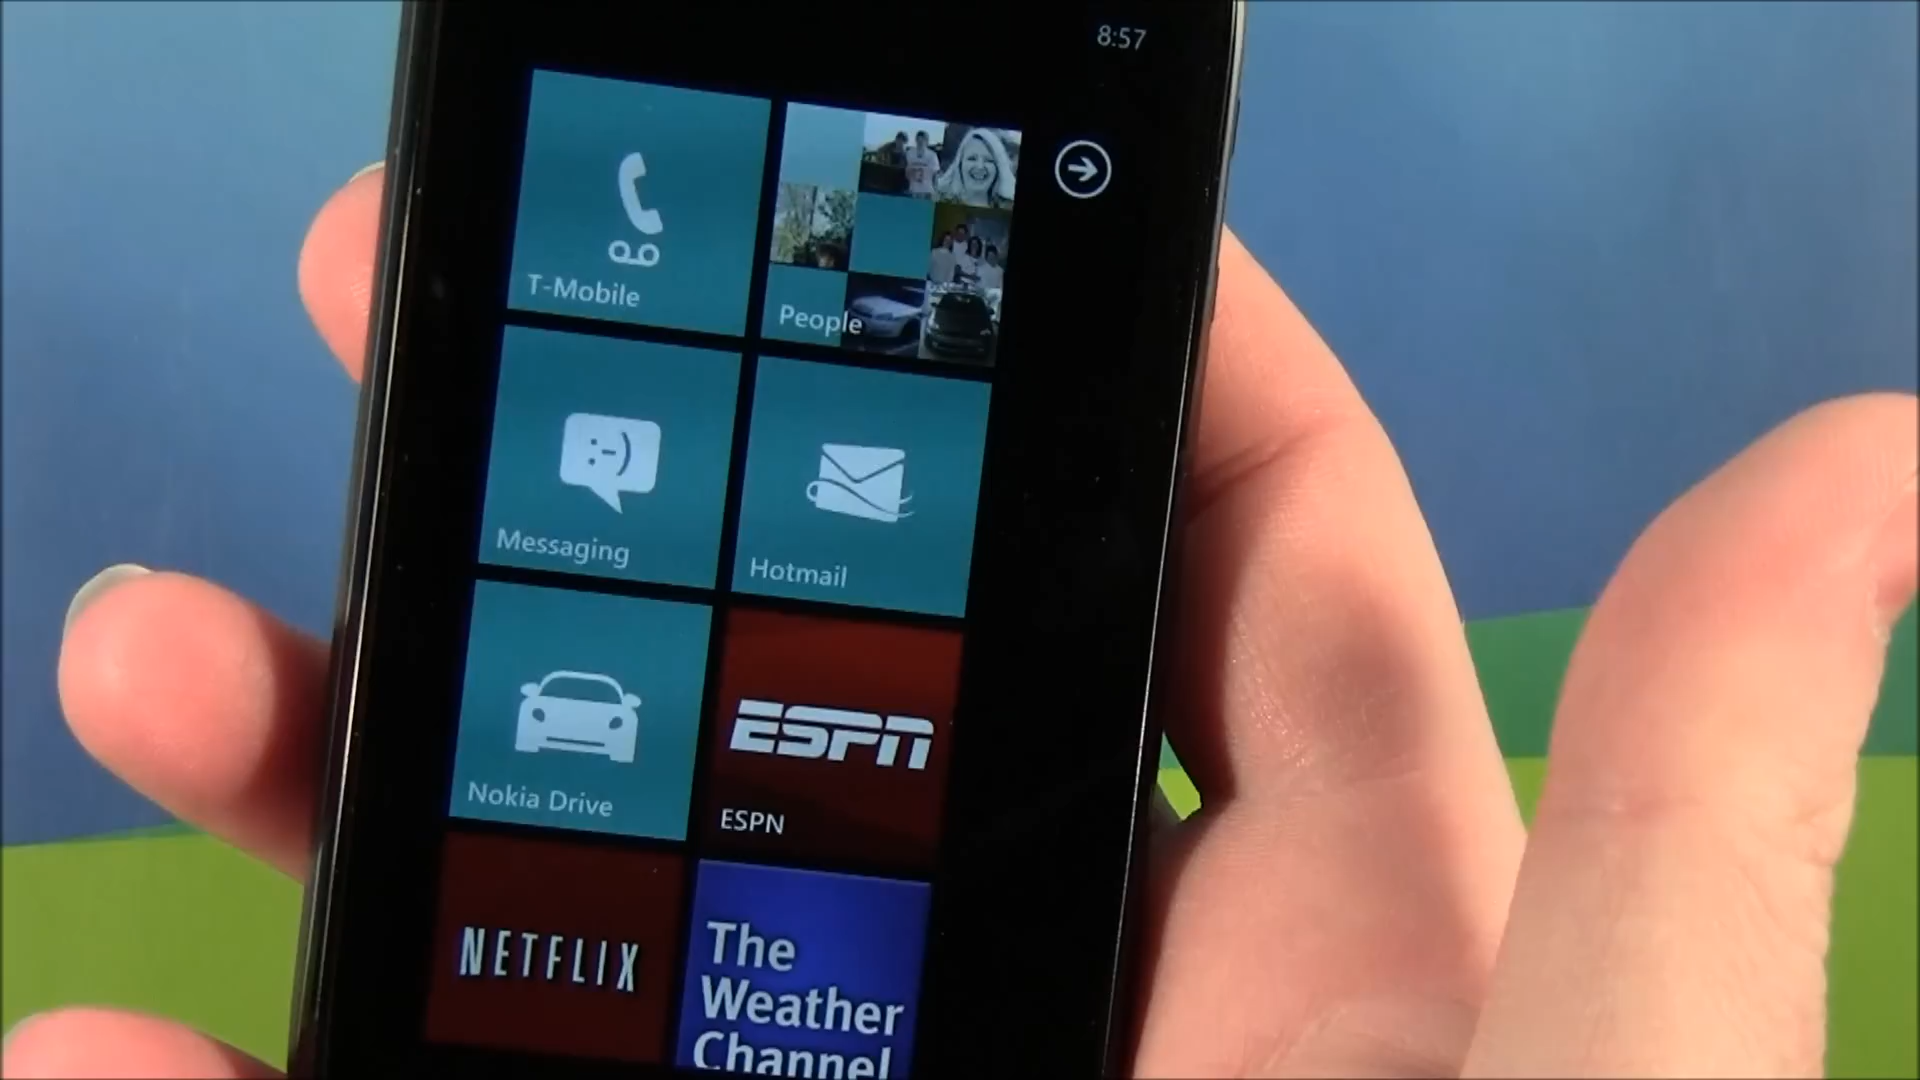 8:57
T-Mobile
People
:-)
Messaging
Hotmail
Nokia Drive
ESPN
ESPN
NETFLIX
The
Weather
Channel